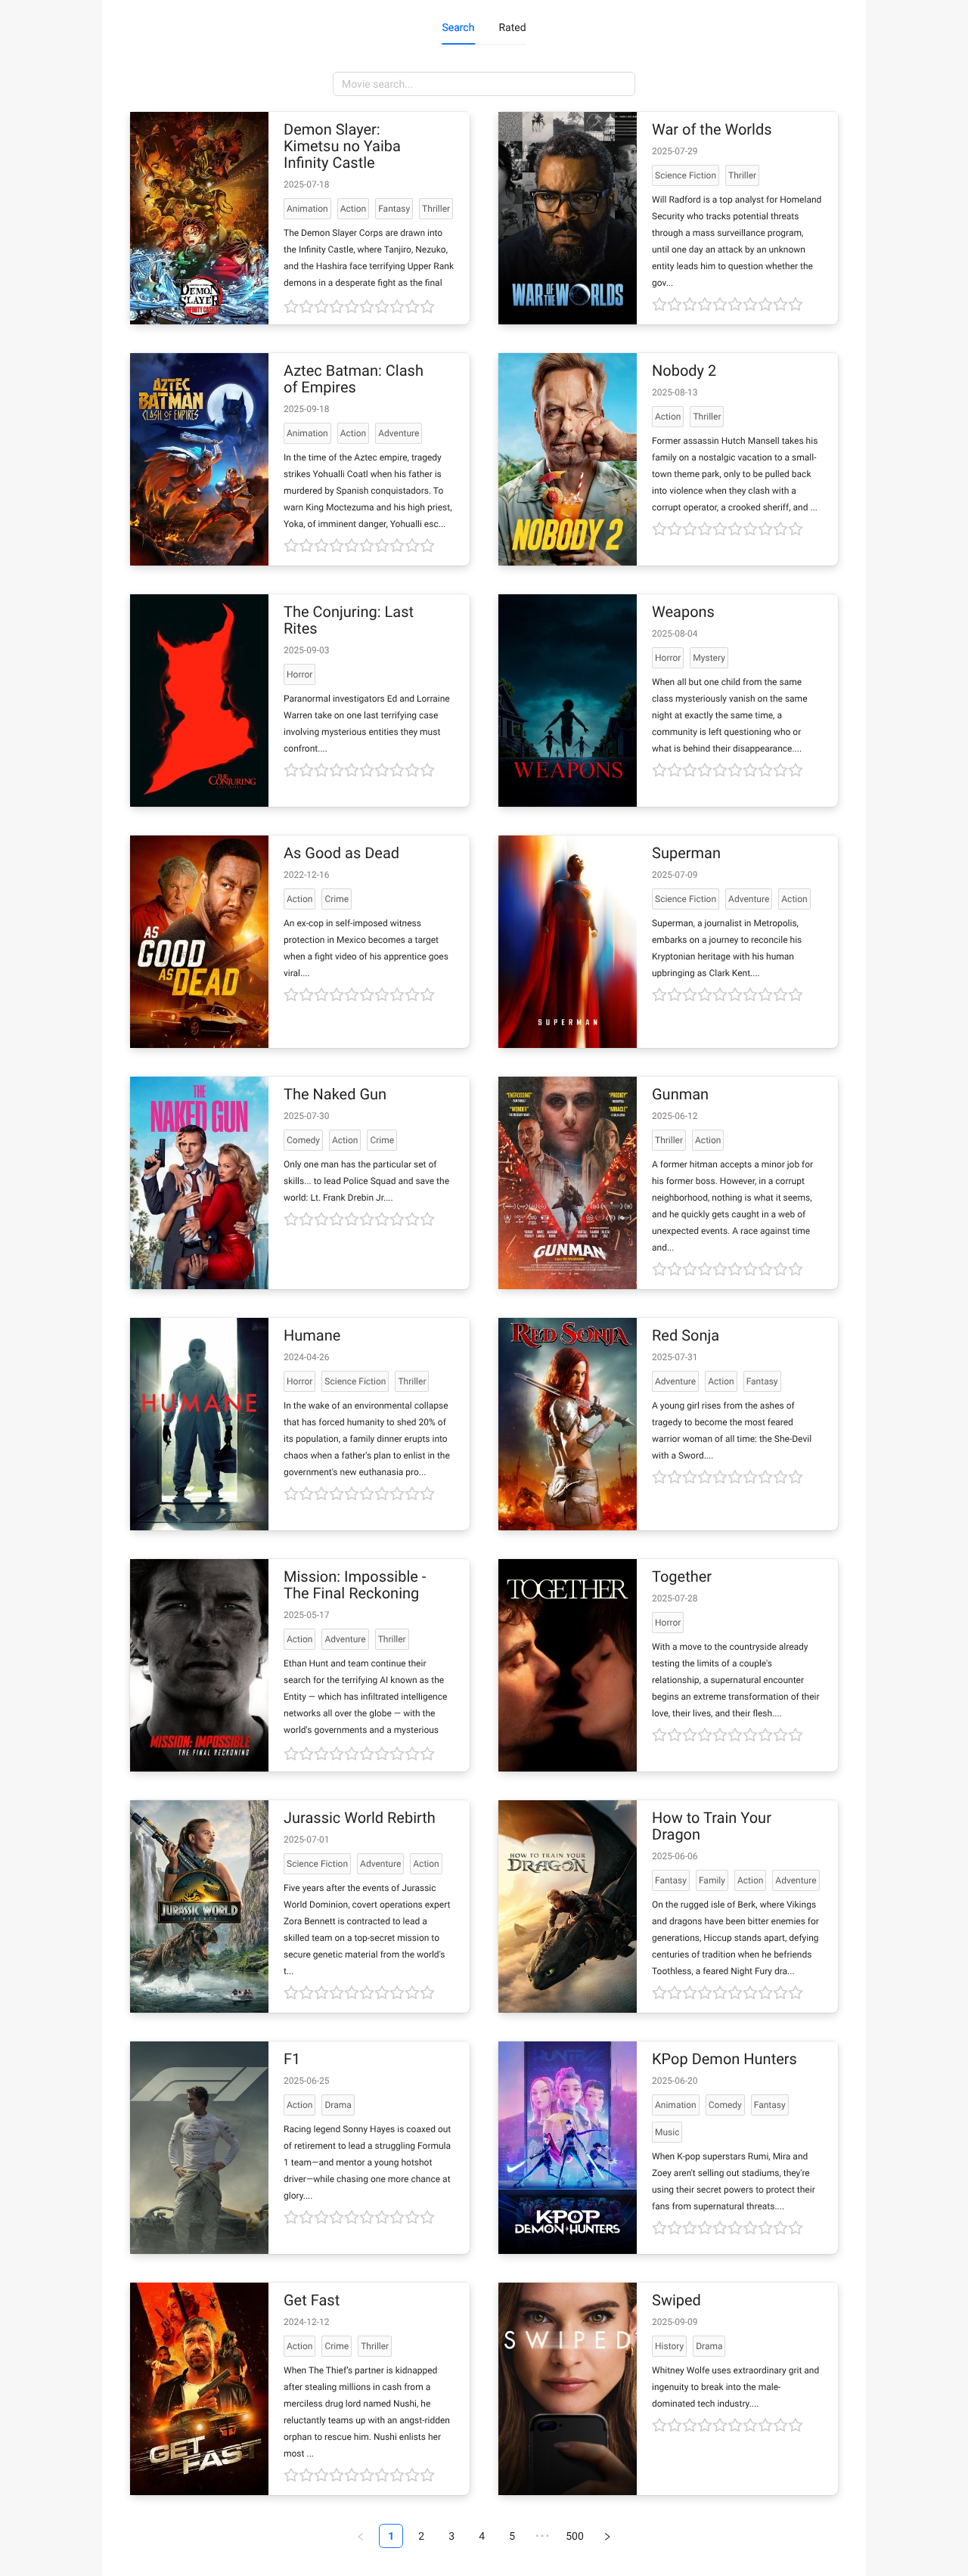 Search
Rated
Movie search...
DEMON
SLAYER
INFINITY CASTLE
Demon Slayer:
Kimetsu no Yaiba
Infinity Castle
2025-07-18
Animation Action Fantasy Thriller
The Demon Slayer Corps are drawn into
the Infinity Castle, where Tanjiro, Nezuko,
and the Hashira face terrifying Upper Rank
demons in a desperate fight as the final
WAR OF THE WORLDS
War of the Worlds
2025-07-29
Science Fiction Thriller
Will Radford is a top analyst for Homeland
Security who tracks potential threats
through a mass surveillance program,
until one day an attack by an unknown
entity leads him to question whether the
gov...
AZTEC
BATMAN
CLASH OF EMPIRES
Aztec Batman: Clash
of Empires
2025-09-18
Animation Action Adventure
In the time of the Aztec empire, tragedy
strikes Yohualli Coatl when his father is
murdered by Spanish conquistadors. To
warn King Moctezuma and his high priest,
Yoka, of imminent danger, Yohualli esc...
NOBODY 2
Nobody 2
2025-08-13
Action Thriller
Former assassin Hutch Mansell takes his
family on a nostalgic vacation to a small-
town theme park, only to be pulled back
into violence when they clash with a
corrupt operator, a crooked sheriff, and ...
THE
CONJURING
The Conjuring: Last
Rites
2025-09-03
Horror
Paranormal investigators Ed and Lorraine
Warren take on one last terrifying case
involving mysterious entities they must
confront....
WEAPONS
Weapons
2025-08-04
Horror Mystery
When all but one child from the same
class mysteriously vanish on the same
night at exactly the same time, a
community is left questioning who or
what is behind their disappearance....
AS
GOOD
AS DEAD
As Good as Dead
2022-12-16
Action Crime
An ex-cop in self-imposed witness
protection in Mexico becomes a target
when a fight video of his apprentice goes
viral....
SUPERMAN
Superman
2025-07-09
Science Fiction Adventure Action
Superman, a journalist in Metropolis,
embarks on a journey to reconcile his
Kryptonian heritage with his human
upbringing as Clark Kent....
THE
NAKED GUN
The Naked Gun
2025-07-30
Comedy Action Crime
Only one man has the particular set of
skills... to lead Police Squad and save the
world: Lt. Frank Drebin Jr....
GUNMAN
Gunman
2025-06-12
Thriller Action
A former hitman accepts a minor job for
his former boss. However, in a corrupt
neighborhood, nothing is what it seems,
and he quickly gets caught in a web of
unexpected events. A race against time
and...
HUMANE
Humane
2024-04-26
Horror Science Fiction Thriller
In the wake of an environmental collapse
that has forced humanity to shed 20% of
its population, a family dinner erupts into
chaos when a father's plan to enlist in the
government's new euthanasia pro...
RED SONJA
Red Sonja
2025-07-31
Adventure Action Fantasy
A young girl rises from the ashes of
tragedy to become the most feared
warrior woman of all time: the She-Devil
with a Sword....
MISSION: IMPOSSIBLE
THE FINAL RECKONING
Mission: Impossible -
The Final Reckoning
2025-05-17
Action Adventure Thriller
Ethan Hunt and team continue their
search for the terrifying AI known as the
Entity — which has infiltrated intelligence
networks all over the globe — with the
world's governments and a mysterious
TOGETHER
Together
2025-07-28
Horror
With a move to the countryside already
testing the limits of a couple's
relationship, a supernatural encounter
begins an extreme transformation of their
love, their lives, and their flesh....
JURASSIC WORLD
REBIRTH
Jurassic World Rebirth
2025-07-01
Science Fiction Adventure Action
Five years after the events of Jurassic
World Dominion, covert operations expert
Zora Bennett is contracted to lead a
skilled team on a top-secret mission to
secure genetic material from the world's
t...
HOW TO TRAIN YOUR
DRAGON
How to Train Your
Dragon
2025-06-06
Fantasy Family Action Adventure
On the rugged isle of Berk, where Vikings
and dragons have been bitter enemies for
generations, Hiccup stands apart, defying
centuries of tradition when he befriends
Toothless, a feared Night Fury dra...
F1
2025-06-25
Action Drama
Racing legend Sonny Hayes is coaxed out
of retirement to lead a struggling Formula
1 team—and mentor a young hotshot
driver—while chasing one more chance at
glory....
HUNTR/X
KPOP
DEMON HUNTERS
KPop Demon Hunters
2025-06-20
Animation Comedy Fantasy
Music
When K-pop superstars Rumi, Mira and
Zoey aren't selling out stadiums, they're
using their secret powers to protect their
fans from supernatural threats....
GET
FAST
Get Fast
2024-12-12
Action Crime Thriller
When The Thief's partner is kidnapped
after stealing millions in cash from a
merciless drug lord named Nushi, he
reluctantly teams up with an angst-ridden
orphan to rescue him. Nushi enlists her
most ...
SWIPED
Swiped
2025-09-09
History Drama
Whitney Wolfe uses extraordinary grit and
ingenuity to break into the male-
dominated tech industry....
< 1 2 3 4 5 ••• 500 >